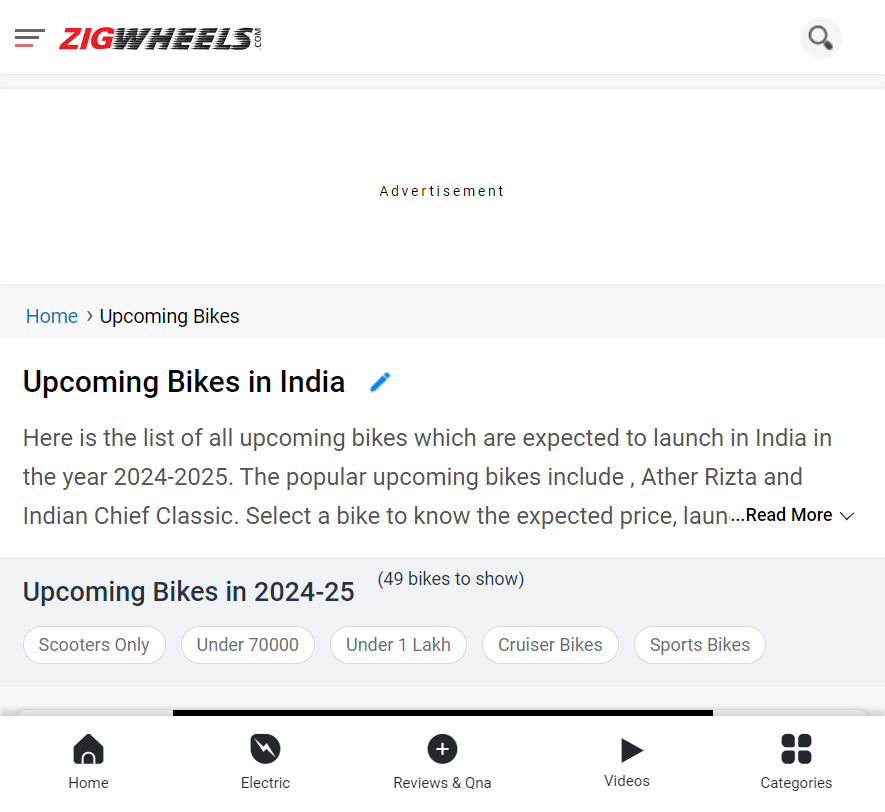 ZIGWHEELS.COM
Advertisement
Home › Upcoming Bikes
Upcoming Bikes in India
Here is the list of all upcoming bikes which are expected to launch in India in
the year 2024-2025. The popular upcoming bikes include , Ather Rizta and
Indian Chief Classic. Select a bike to know the expected price, laun...Read More
Upcoming Bikes in 2024-25 (49 bikes to show)
Scooters Only Under 70000 Under 1 Lakh Cruiser Bikes Sports Bikes
Home Electric Reviews & Qna Videos Categories